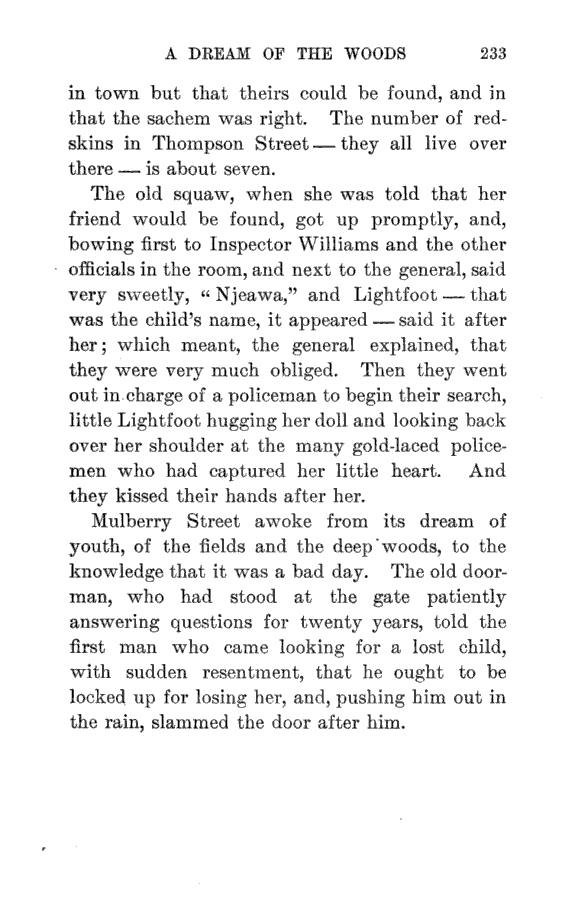 A DREAM OF THE WOODS 233
in town but that theirs could be found, and in
that the sachem was right. The number of red-
skins in Thompson Street — they all live over
there — is about seven.
The old squaw, when she was told that her
friend would be found, got up promptly, and,
bowing first to Inspector Williams and the other
officials in the room, and next to the general, said
very sweetly, “ Njeawa,” and Lightfoot — that
was the child’s name, it appeared — said it after
her ; which meant, the general explained, that
they were very much obliged. Then they went
out in charge of a policeman to begin their search,
little Lightfoot hugging her doll and looking back
over her shoulder at the many gold-laced police-
men who had captured her little heart. And
they kissed their hands after her.
Mulberry Street awoke from its dream of
youth, of the fields and the deep woods, to the
knowledge that it was a bad day. The old door-
man, who had stood at the gate patiently
answering questions for twenty years, told the
first man who came looking for a lost child,
with sudden resentment, that he ought to be
locked up for losing her, and, pushing him out in
the rain, slammed the door after him.